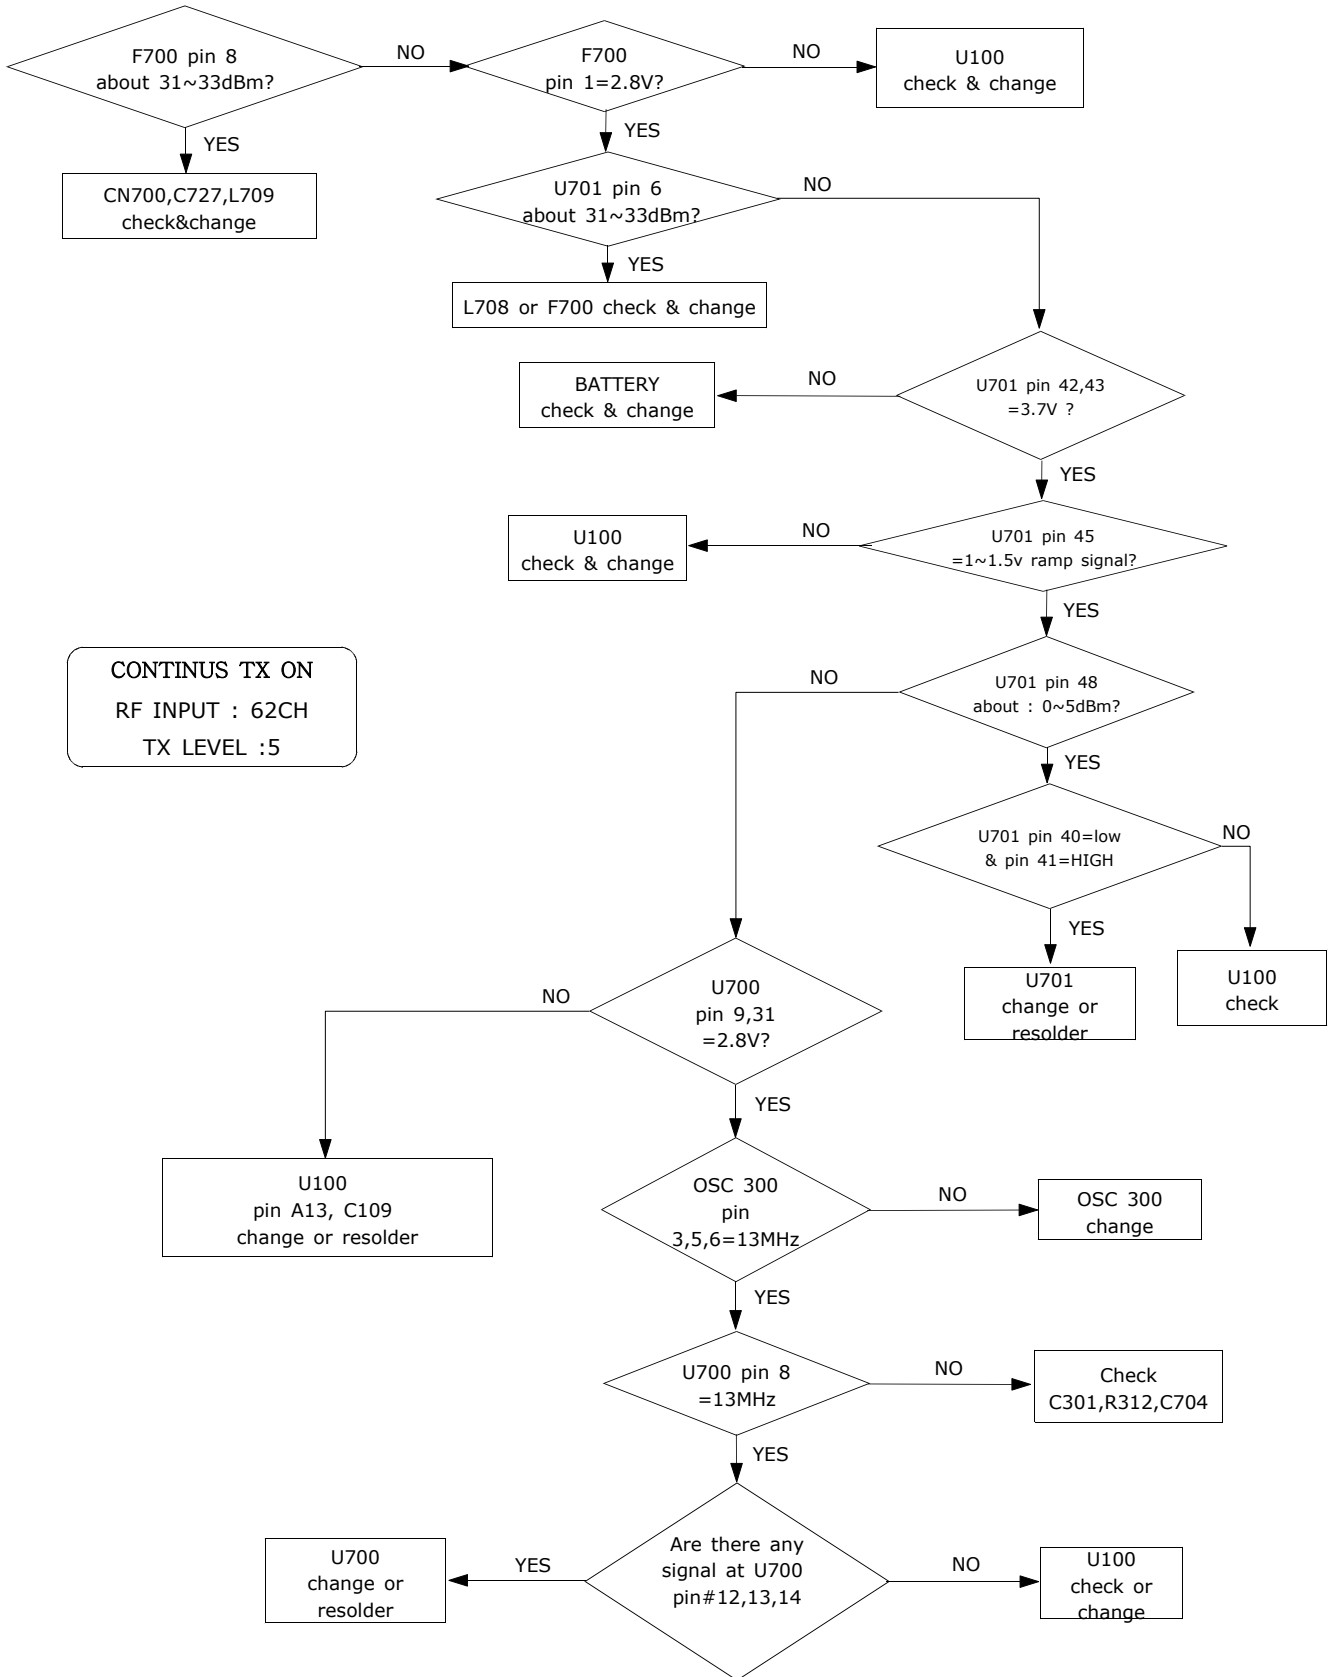 F700 pin 8
about 31~33dBm?
NO
F700
pin 1=2.8V?
NO
U100
check & change
YES
CN700,C727,L709
check&change
YES
U701 pin 6
about 31~33dBm?
NO
YES
L708 or F700 check & change
U701 pin 42,43
=3.7V ?
NO
BATTERY
check & change
YES
U701 pin 45
=1~1.5v ramp signal?
NO
U100
check & change
YES
CONTINUS TX ON
RF INPUT : 62CH
TX LEVEL :5
U701 pin 48
about : 0~5dBm?
NO
YES
U701 pin 40=low
& pin 41=HIGH
NO
YES
U701
change or
resolder
U100
check
U700
pin 9,31
=2.8V?
NO
YES
U100
pin A13, C109
change or resolder
OSC 300
pin
3,5,6=13MHz
NO
OSC 300
change
YES
U700 pin 8
=13MHz
NO
Check
C301,R312,C704
YES
Are there any
signal at U700
pin#12,13,14
YES
U700
change or
resolder
NO
U100
check or
change